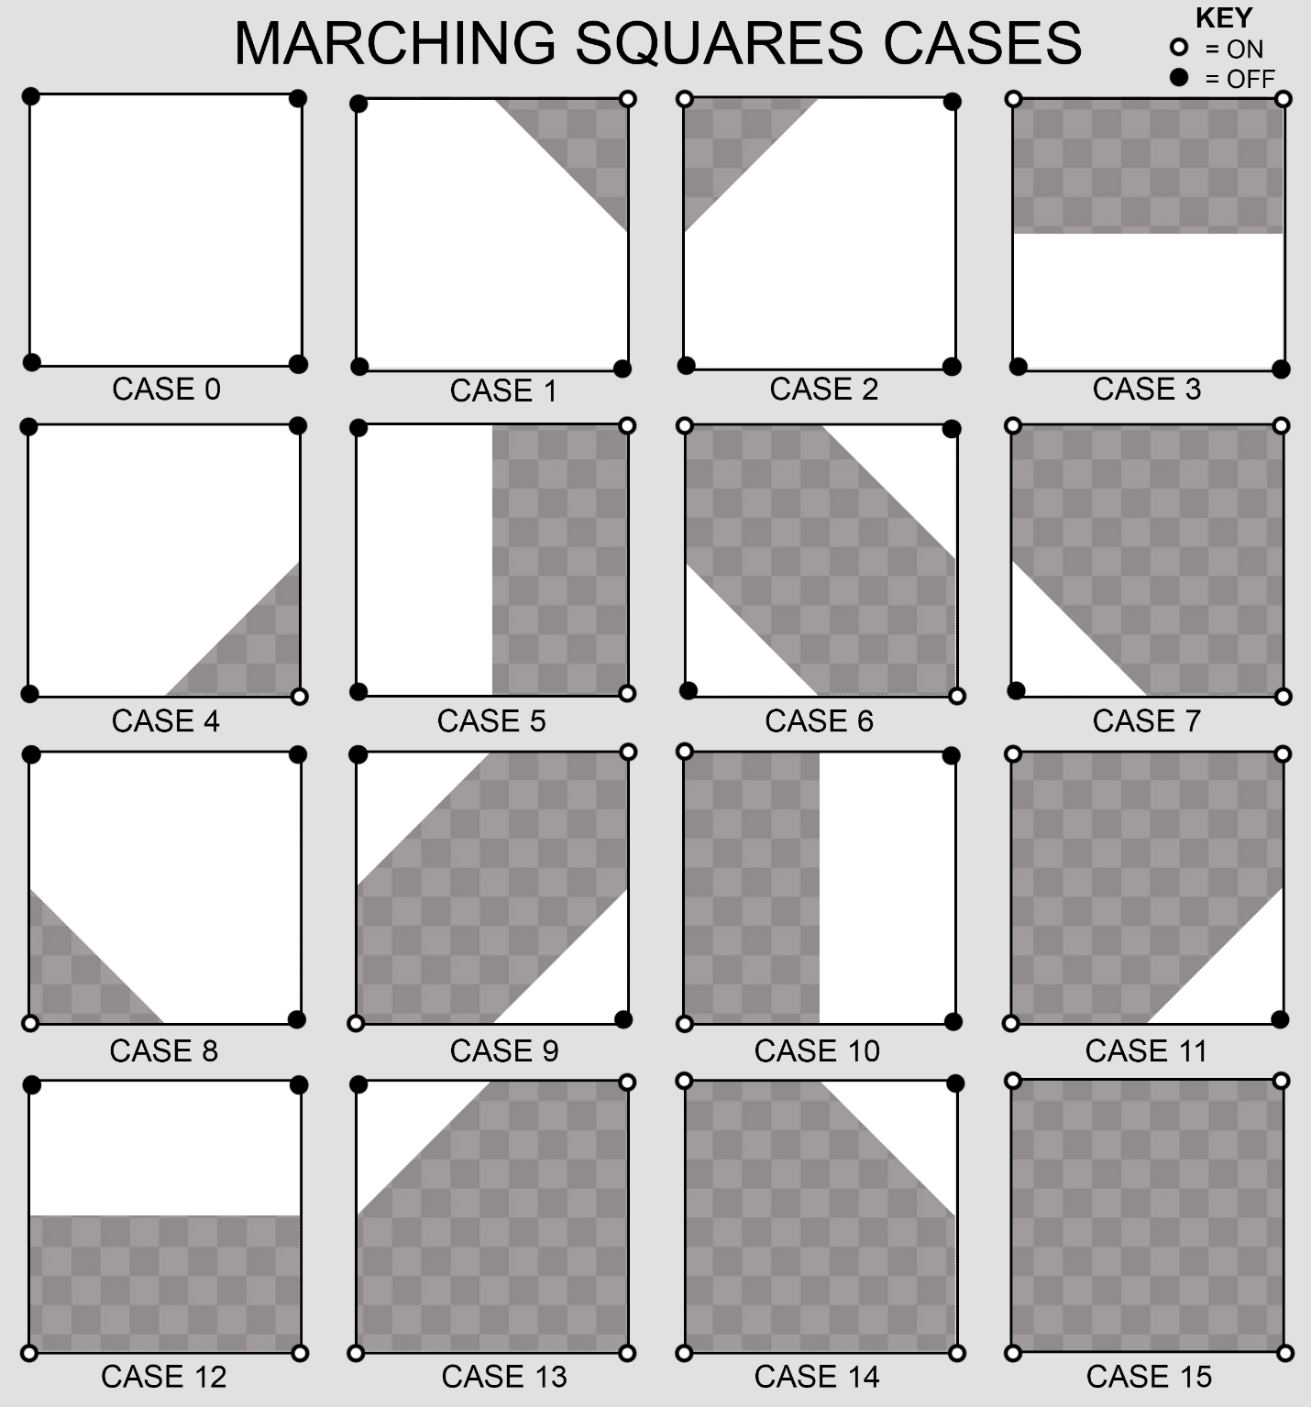 MARCHING SQUARES CASES
KEY
= ON
= OFF
CASE 0
CASE 1
CASE 2
CASE 3
CASE 4
CASE 5
CASE 6
CASE 7
CASE 8
CASE 9
CASE 10
CASE 11
CASE 12
CASE 13
CASE 14
CASE 15